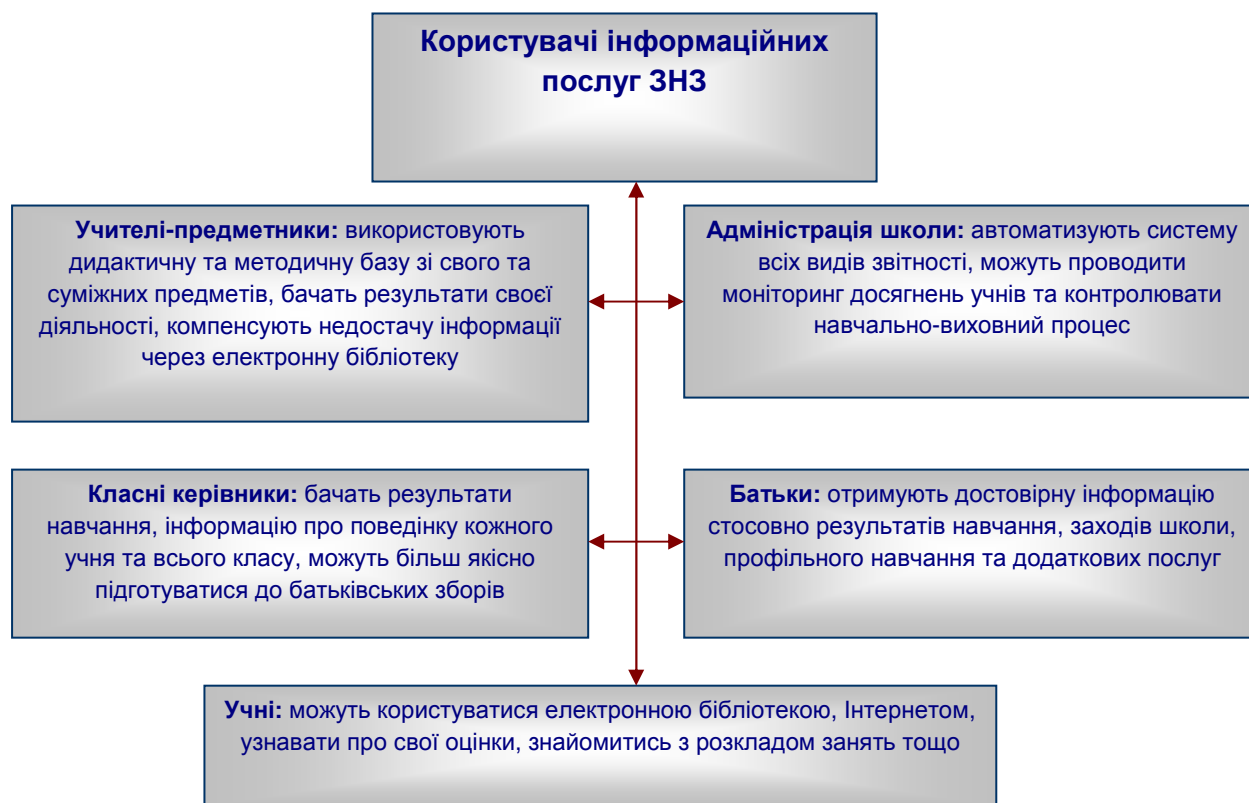 Користувачі інформаційних
послуг ЗНЗ
Учителі-предметники: використовують
дидактичну та методичну базу зі свого та
суміжних предметів, бачать результати своєї
діяльності, компенсують недостачу інформації
через електронну бібліотеку
Адміністрація школи: автоматизують систему
всіх видів звітності, можуть проводити
моніторинг досягнень учнів та контролювати
навчально-виховний процес
Класні керівники: бачать результати
навчання, інформацію про поведінку кожного
учня та всього класу, можуть більш якісно
підготуватися до батьківських зборів
Батьки: отримують достовірну інформацію
стосовно результатів навчання, заходів школи,
профільного навчання та додаткових послуг
Учні: можуть користуватися електронною бібліотекою, Інтернетом,
узнавати про свої оцінки, знайомитись з розкладом занять тощо